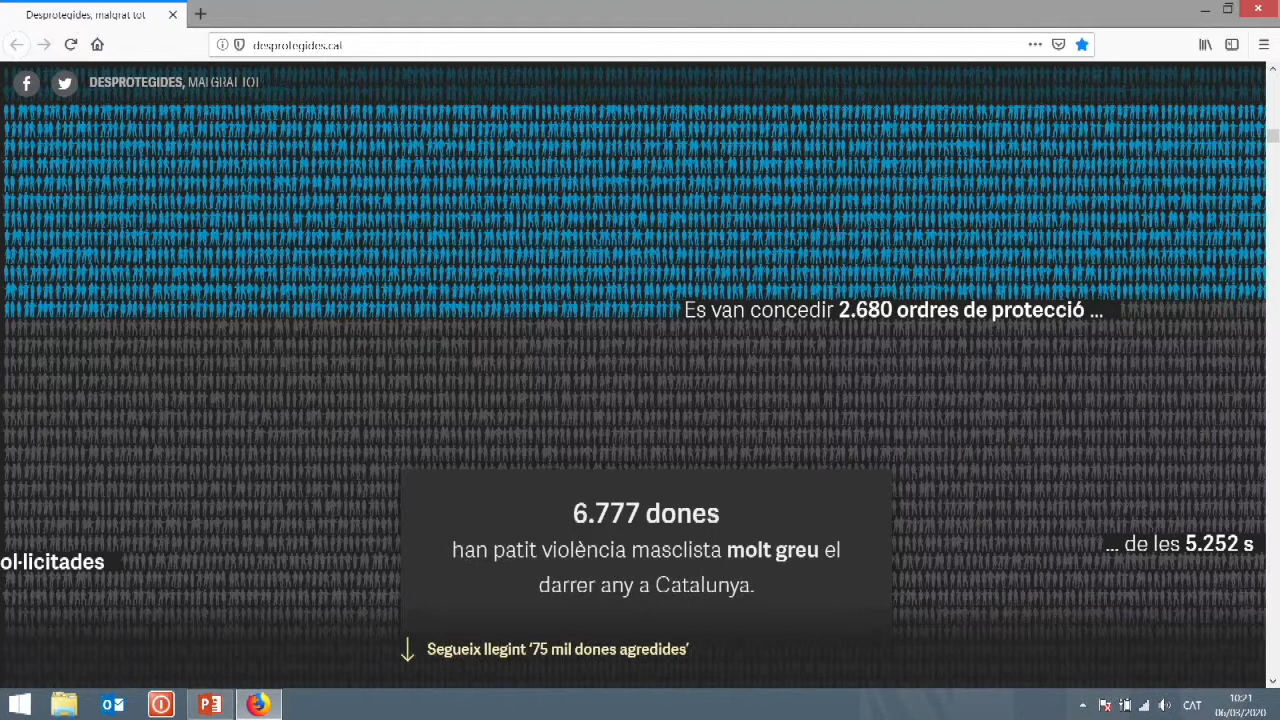 Desprotegides, malgrat tot
desprotegides.cat
DESPROTEGIDES, MALGRAT TOT
Es van concedir 2.680 ordres de protecció ...
... de les 5.252 s
ol·licitades
6.777 dones
han patit violència masclista molt greu el
darrer any a Catalunya.
Segueix llegint '75 mil dones agredides'
CAT
10:21
06/03/2020